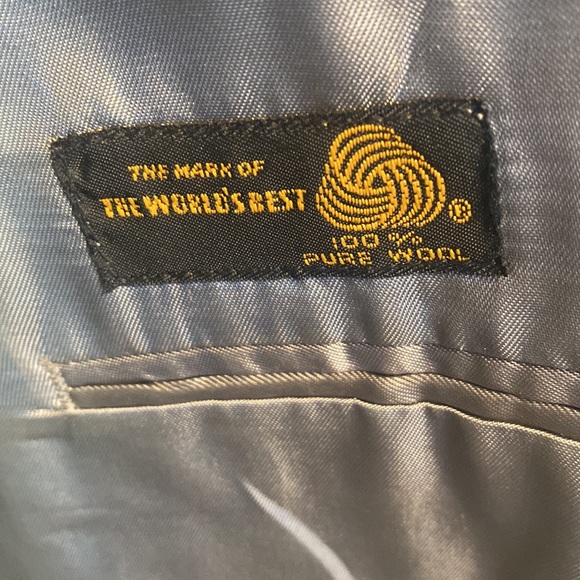 THE MARK OF
THE WORLD'S BEST
®
100 %
PURE WOOL